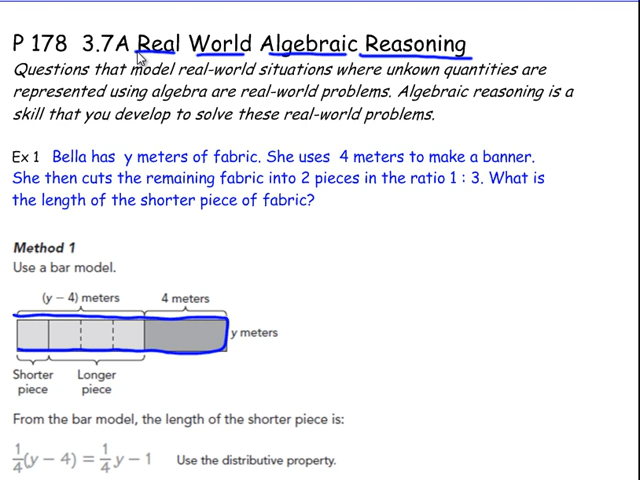 P 178 3.7A Real World Algebraic Reasoning
Questions that model real-world situations where unkown quantities are
represented using algebra are real-world problems. Algebraic reasoning is a
skill that you develop to solve these real-world problems.
Ex 1 Bella has y meters of fabric. She uses 4 meters to make a banner.
She then cuts the remaining fabric into 2 pieces in the ratio 1 : 3. What is
the length of the shorter piece of fabric?
Method 1
Use a bar model.
(y − 4) meters 4 meters
y meters
Shorter piece
Longer piece
From the bar model, the length of the shorter piece is:
1/4(y − 4) = 1/4y − 1 Use the distributive property.